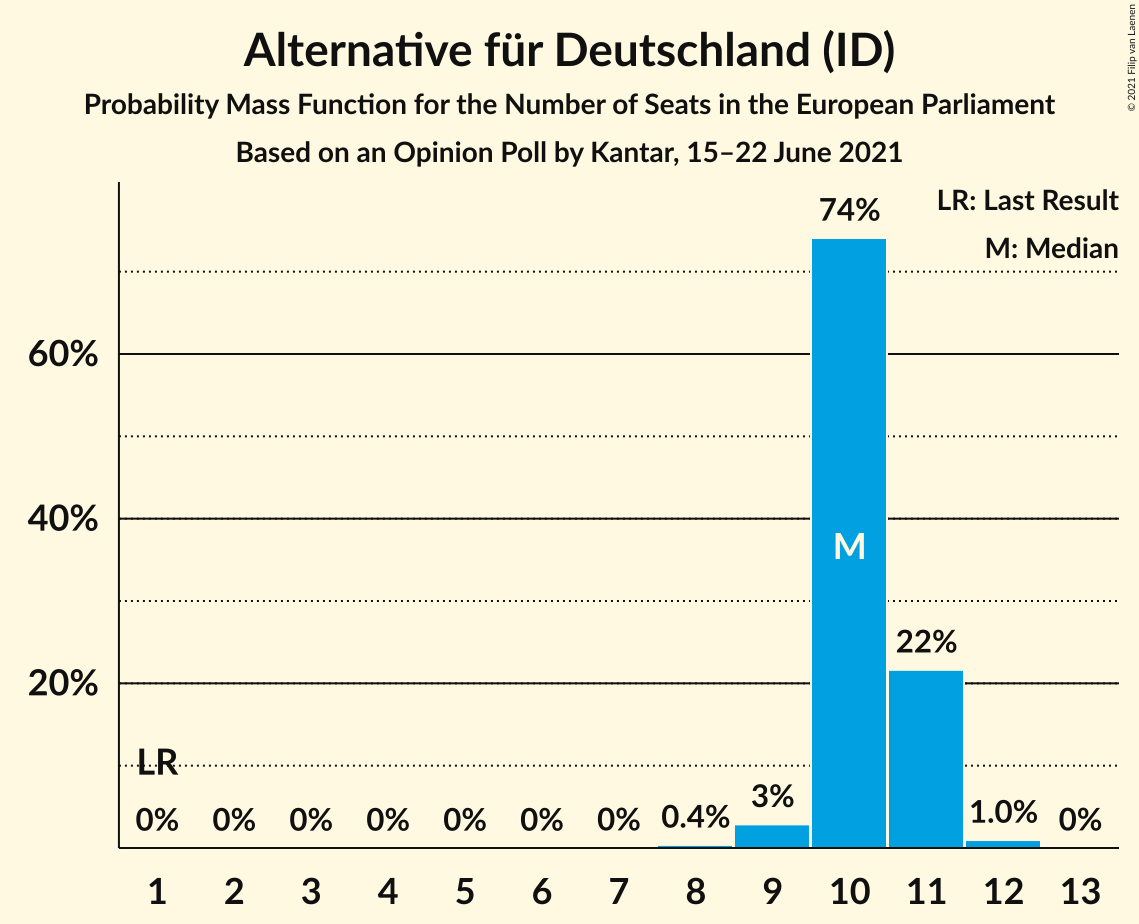 Alternative für Deutschland (ID)
Probability Mass Function for the Number of Seats in the European Parliament
Based on an Opinion Poll by Kantar, 15–22 June 2021
© 2021 Filip van Laenen
LR: Last Result
M: Median
74%
60%
40%
M
22%
20%
LR
0% 0% 0% 0% 0% 0% 0% 0.4% 3% 1.0% 0%
1 2 3 4 5 6 7 8 9 10 11 12 13